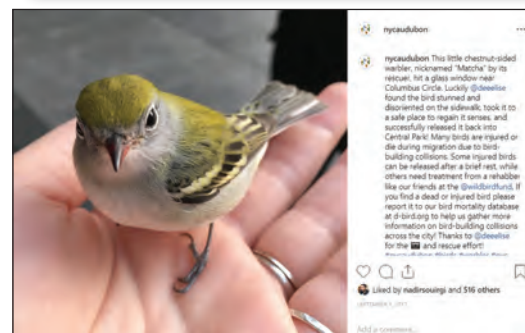 nycaudubon
nycaudubon This little chestnut-sided
warbler, nicknamed "Matcha" by its
rescuer, hit a glass window near
Columbus Circle. Luckily @deeelise
found the bird stunned and
disoriented on the sidewalk, took it to
a safe place to regain its senses, and
successfully released it back into
Central Park! Many birds are injured or
die during migration due to bird-
building collisions. Some injured birds
can be released after a brief rest, while
others need treatment from a rehabber
like our friends at the @wildbirdfund. If
you find a dead or injured bird please
report it to our bird mortality database
at d-bird.org to help us gather more
information on bird-building collisions
across the city! Thanks to @deeelise
for the 📷 and rescue effort!
Liked by nadirsouirgi and 516 others
Add a comment...